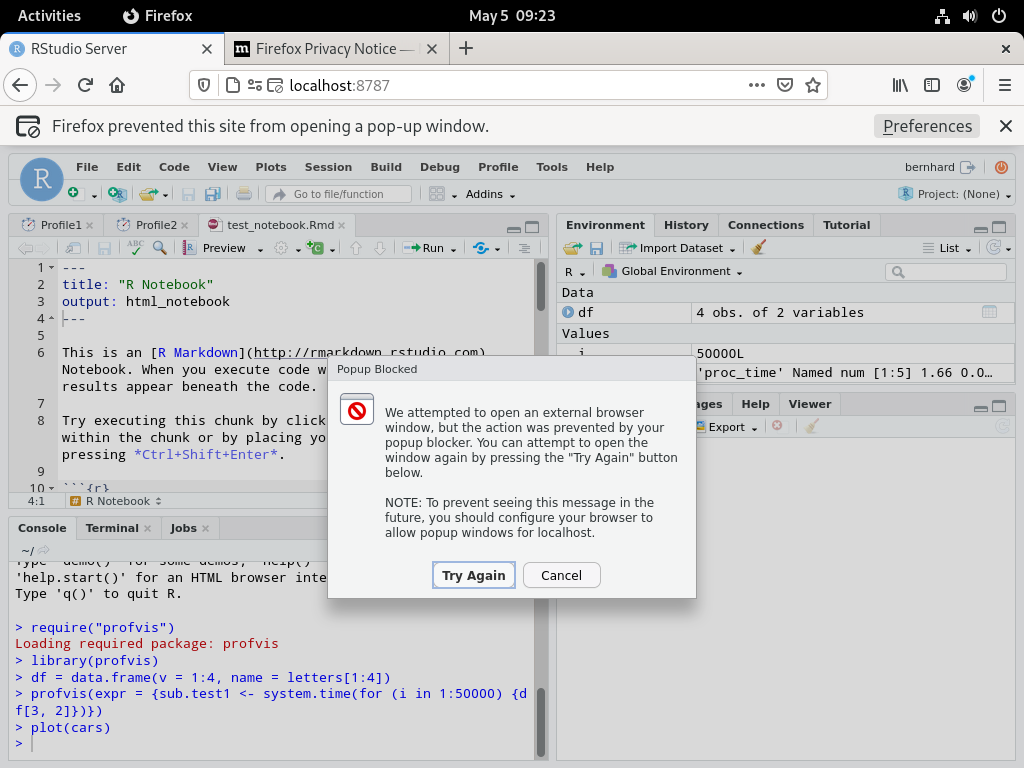 Activities Firefox May 5 09:23
RStudio Server Firefox Privacy Notice —
localhost:8787
Firefox prevented this site from opening a pop-up window. Preferences
File Edit Code View Plots Session Build Debug Profile Tools Help bernhard
Go to file/function Addins Project: (None)
Profile1 Profile2 test_notebook.Rmd
Preview Run
1 ---
2 title: "R Notebook"
3 output: html_notebook
4 ---
5
6 This is an [R Markdown](http://rmarkdown.rstudio.com)
Notebook. When you execute code w
results appear beneath the code.
7
8 Try executing this chunk by click
within the chunk or by placing yo
pressing *Ctrl+Shift+Enter*.
9
10 ```{r}
4:1 # R Notebook
Environment History Connections Tutorial
Import Dataset List
R Global Environment
Data
df 4 obs. of 2 variables
Values
i 50000L
'proc_time' Named num [1:5] 1.66 0.0…
ages Help Viewer
Export
Popup Blocked
We attempted to open an external browser
window, but the action was prevented by your
popup blocker. You can attempt to open the
window again by pressing the "Try Again" button
below.
NOTE: To prevent seeing this message in the
future, you should configure your browser to
allow popup windows for localhost.
Try Again Cancel
Console Terminal Jobs
~/
Type 'demo()' for some demos, 'help()'
'help.start()' for an HTML browser inte
Type 'q()' to quit R.
> require("profvis")
Loading required package: profvis
> library(profvis)
> df = data.frame(v = 1:4, name = letters[1:4])
> profvis(expr = {sub.test1 <- system.time(for (i in 1:50000) {d
f[3, 2]})})
> plot(cars)
>